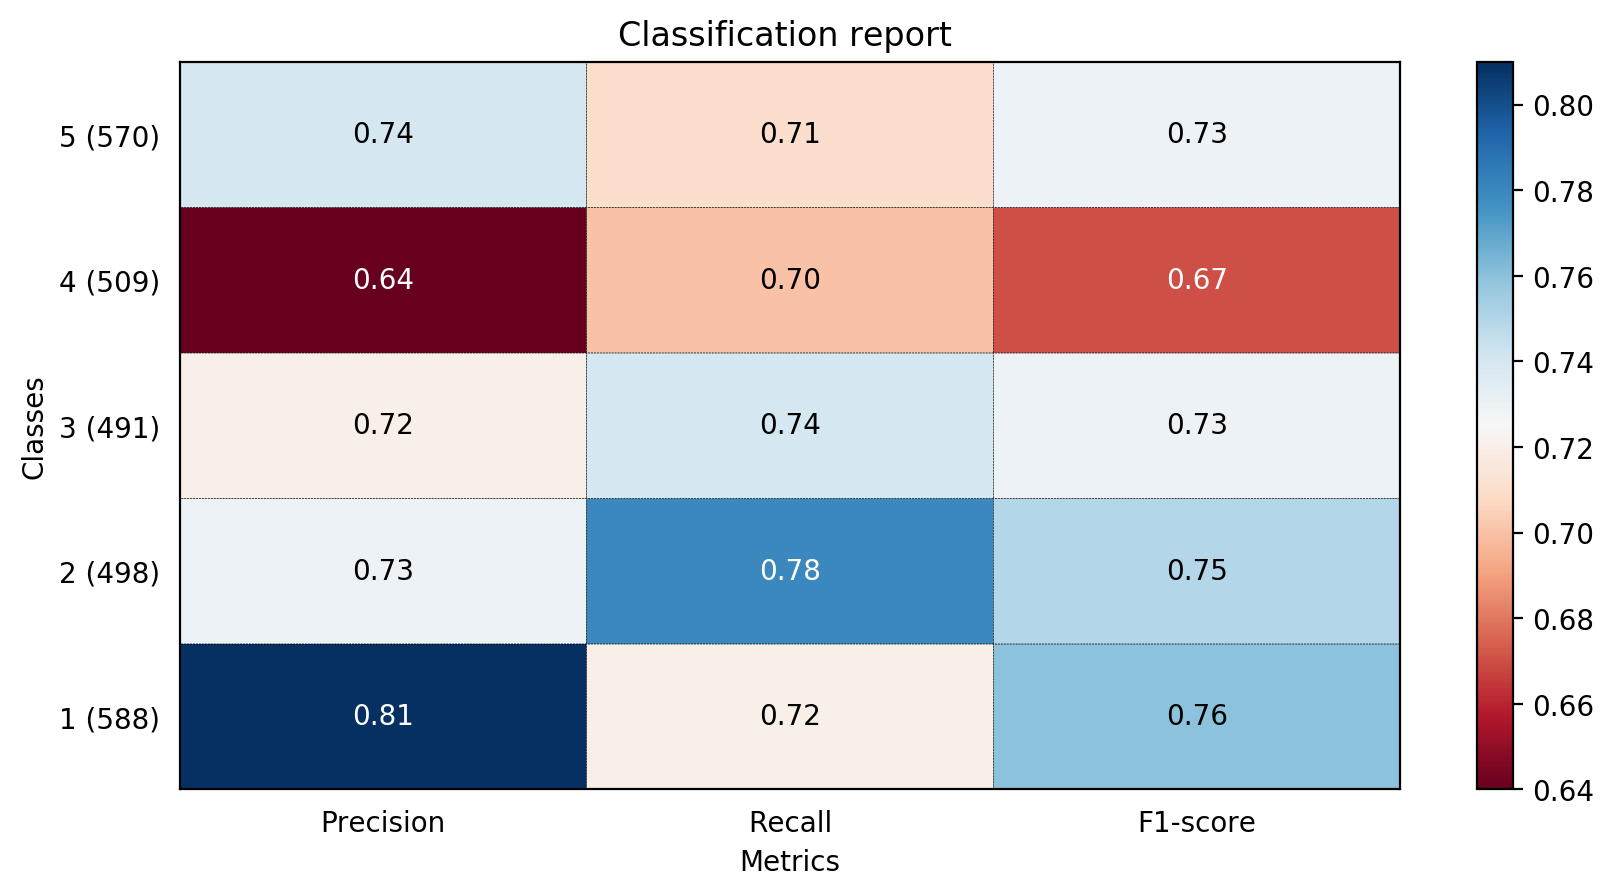 Classification report
5 (570) 0.74 0.71 0.73
4 (509) 0.64 0.70 0.67
3 (491) 0.72 0.74 0.73
2 (498) 0.73 0.78 0.75
1 (588) 0.81 0.72 0.76
Precision Recall F1-score
Metrics
Classes
0.80
0.78
0.76
0.74
0.72
0.70
0.68
0.66
0.64